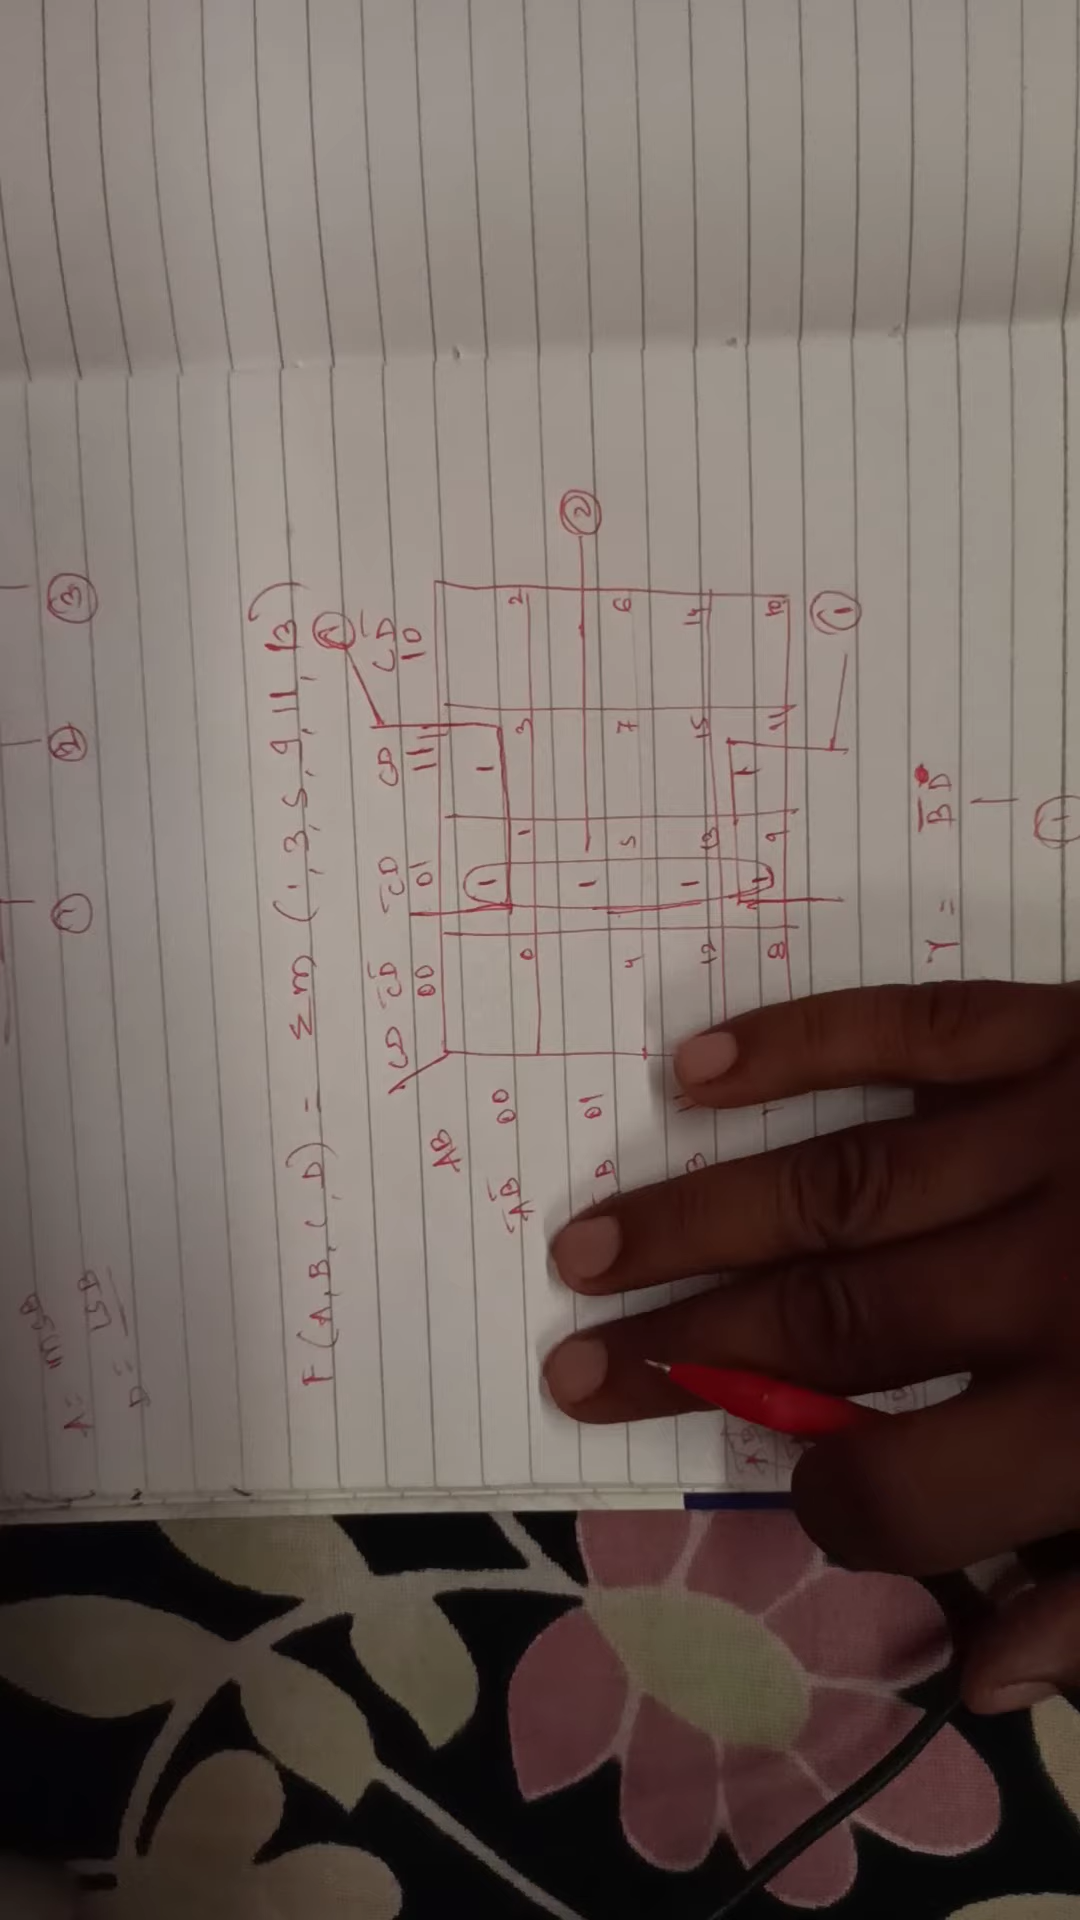 ① ② ③
A = MSB
D = LSB
F(A,B,C,D) = Σm (1,3,5,9,11,13)
①
CD C̅D̅ C̅D CD CD̅
00 01 11 10
AB
A̅B̅ 00 0 1 1 1 3 2
B 01 4 1 5 7 6 ②
B 12 1 13 15 14
8 1 9 1 11 10
①
Y = B̅D
①